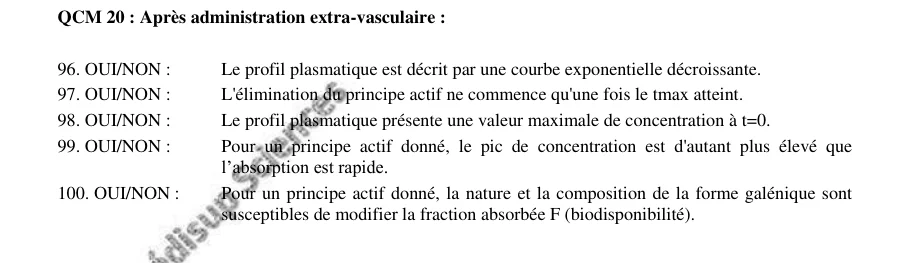 QCM 20 : Après administration extra-vasculaire :
96. OUI/NON : Le profil plasmatique est décrit par une courbe exponentielle décroissante.
97. OUI/NON : L'élimination du principe actif ne commence qu'une fois le tmax atteint.
98. OUI/NON : Le profil plasmatique présente une valeur maximale de concentration à t=0.
99. OUI/NON : Pour un principe actif donné, le pic de concentration est d'autant plus élevé que
l’absorption est rapide.
100. OUI/NON : Pour un principe actif donné, la nature et la composition de la forme galénique sont
susceptibles de modifier la fraction absorbée F (biodisponibilité).
édisup Sciences